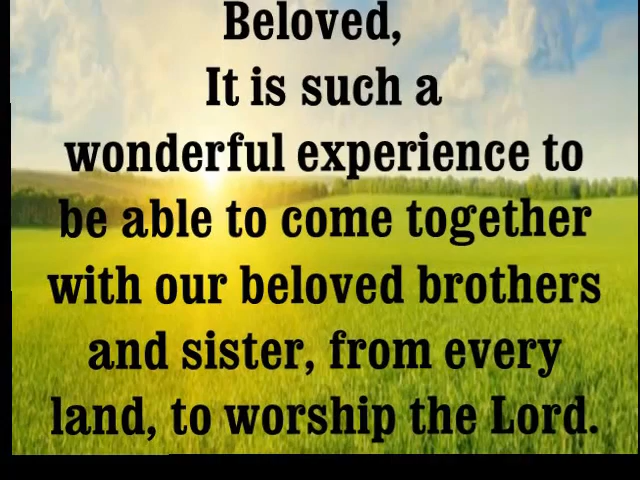 Beloved,
It is such a
wonderful experience to
be able to come together
with our beloved brothers
and sister, from every
land, to worship the Lord.